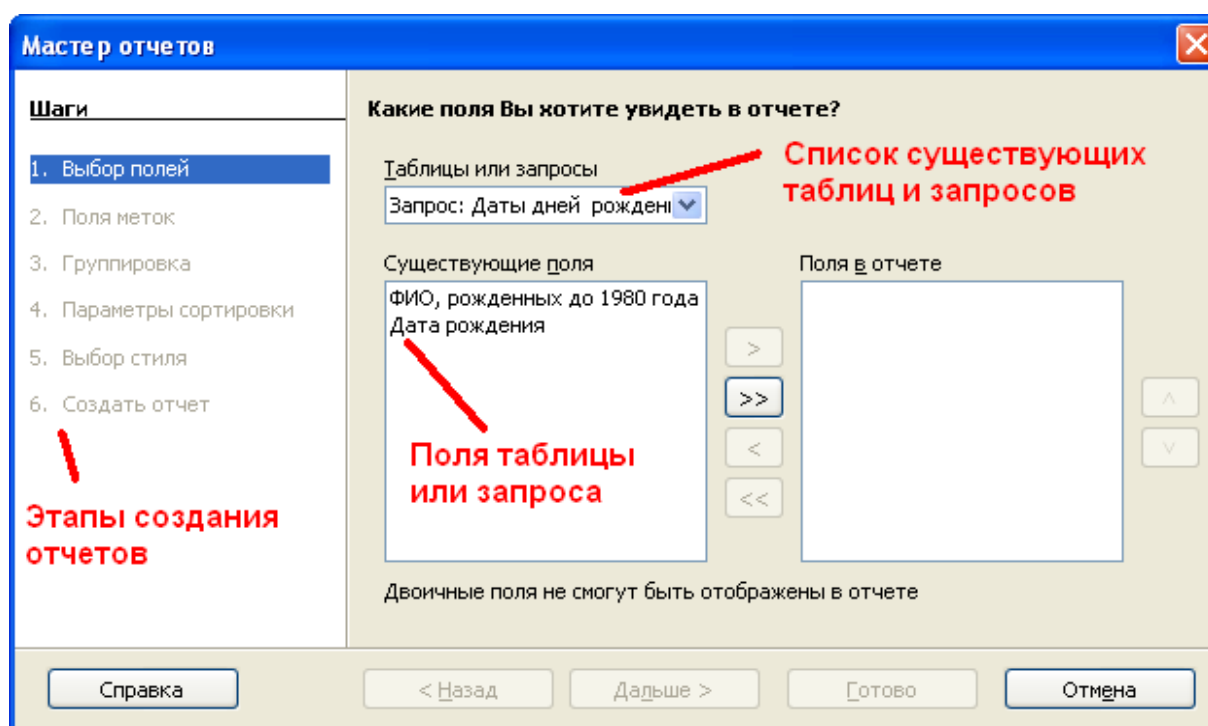 Мастер отчетов
Шаги
1. Выбор полей
2. Поля меток
3. Группировка
4. Параметры сортировки
5. Выбор стиля
6. Создать отчет
Этапы создания
отчетов
Какие поля Вы хотите увидеть в отчете?
Таблицы или запросы
Запрос: Даты дней рождени
Список существующих
таблиц и запросов
Существующие поля
ФИО, рожденных до 1980 года
Дата рождения
Поля таблицы
или запроса
>
>>
<
<<
Поля в отчете
Двоичные поля не смогут быть отображены в отчете
Справка
< Назад
Дальше >
Готово
Отмена